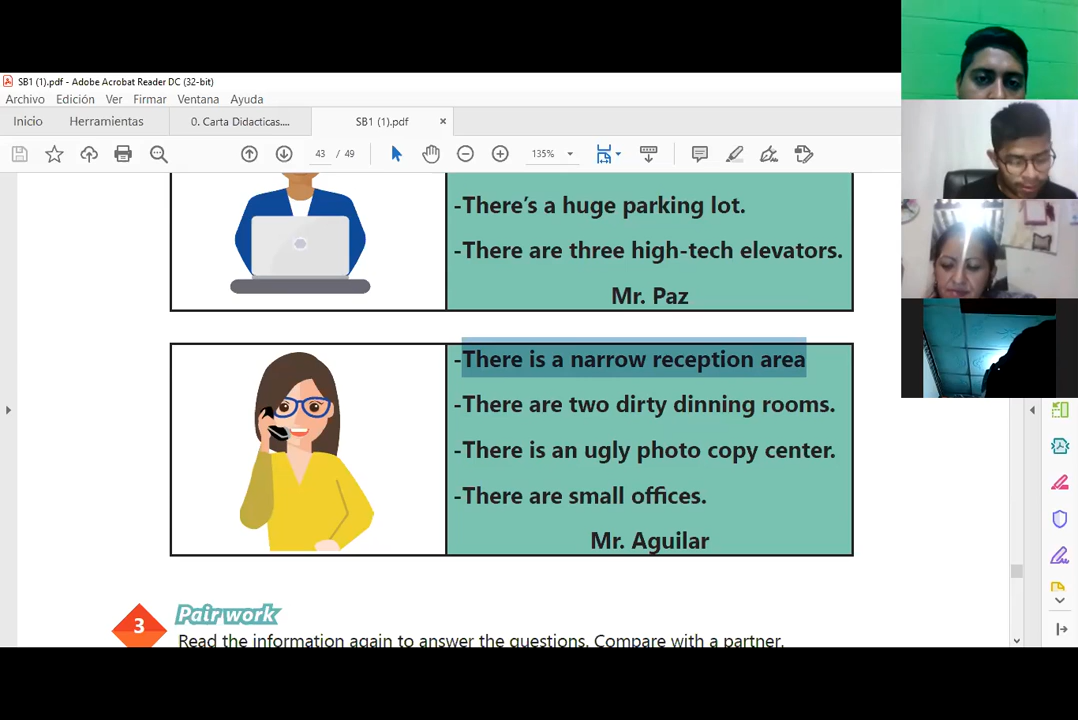 SB1 (1).pdf - Adobe Acrobat Reader DC (32-bit)
Archivo Edición Ver Firmar Ventana Ayuda
Inicio Herramientas 0. Carta Didacticas.... SB1 (1).pdf ×
43 / 49 135%
-There's a huge parking lot.
-There are three high-tech elevators.
Mr. Paz
-There is a narrow reception area
-There are two dirty dinning rooms.
-There is an ugly photo copy center.
-There are small offices.
Mr. Aguilar
3 Pair work
Read the information again to answer the questions. Compare with a partner.